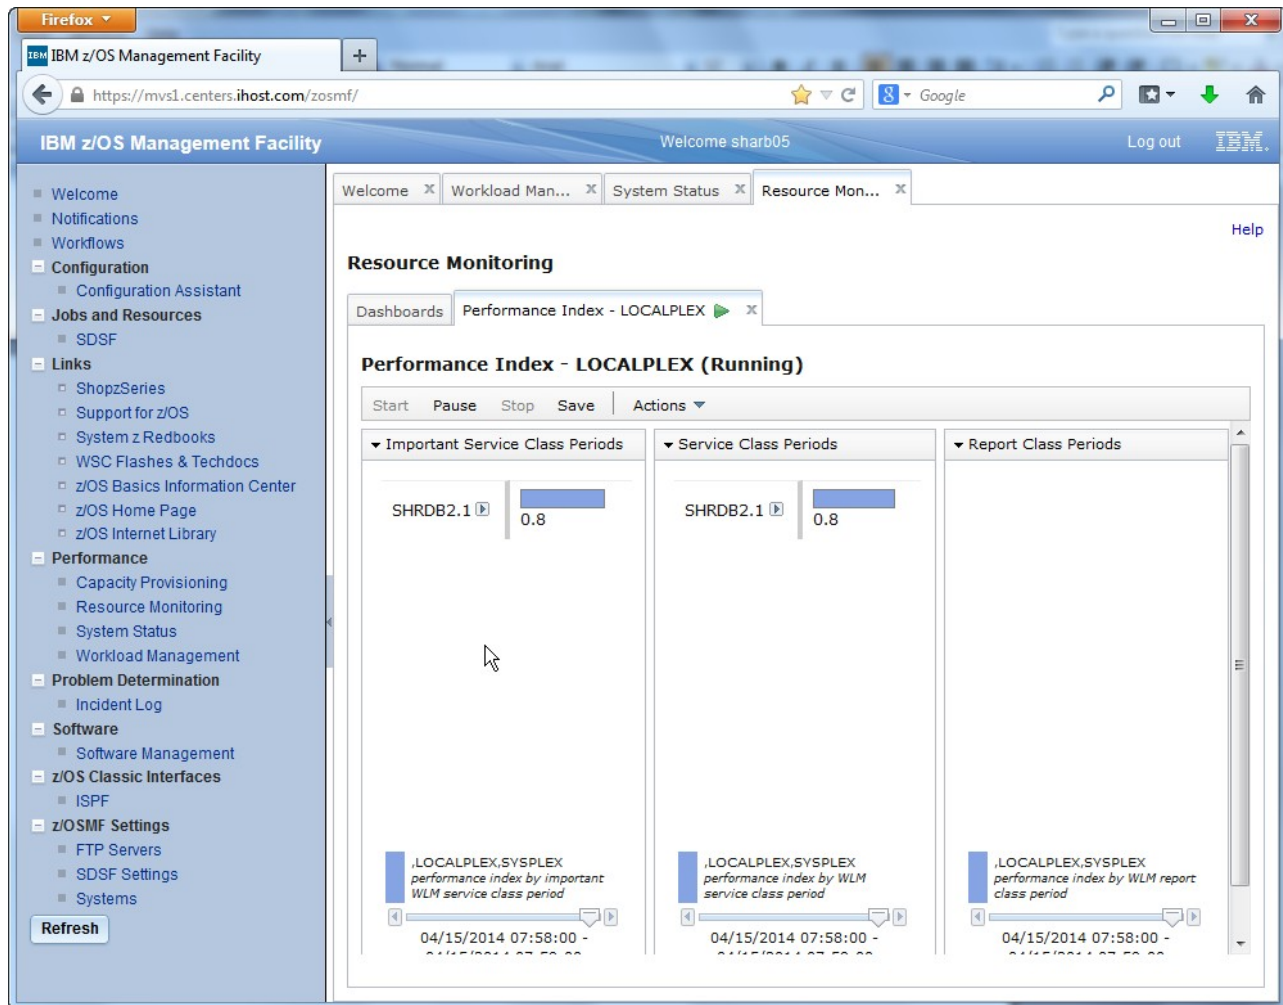 Firefox
IBM IBM z/OS Management Facility
+
https://mvs1.centers.ihost.com/zosmf/
8 Google
IBM z/OS Management Facility
Welcome sharb05
Log out
IBM.
Welcome
Notifications
Workflows
Configuration
Configuration Assistant
Jobs and Resources
SDSF
Links
ShopzSeries
Support for z/OS
System z Redbooks
WSC Flashes & Techdocs
z/OS Basics Information Center
z/OS Home Page
z/OS Internet Library
Performance
Capacity Provisioning
Resource Monitoring
System Status
Workload Management
Problem Determination
Incident Log
Software
Software Management
z/OS Classic Interfaces
ISPF
z/OSMF Settings
FTP Servers
SDSF Settings
Systems
Refresh
Welcome x Workload Man... x System Status x Resource Mon... x
Help
Resource Monitoring
Dashboards Performance Index - LOCALPLEX x
Performance Index - LOCALPLEX (Running)
Start Pause Stop Save Actions
Important Service Class Periods
SHRDB2.1
0.8
,LOCALPLEX,SYSPLEX
performance index by important
WLM service class period
04/15/2014 07:58:00 -
Service Class Periods
SHRDB2.1
0.8
,LOCALPLEX,SYSPLEX
performance index by WLM
service class period
04/15/2014 07:58:00 -
Report Class Periods
,LOCALPLEX,SYSPLEX
performance index by WLM report
class period
04/15/2014 07:58:00 -